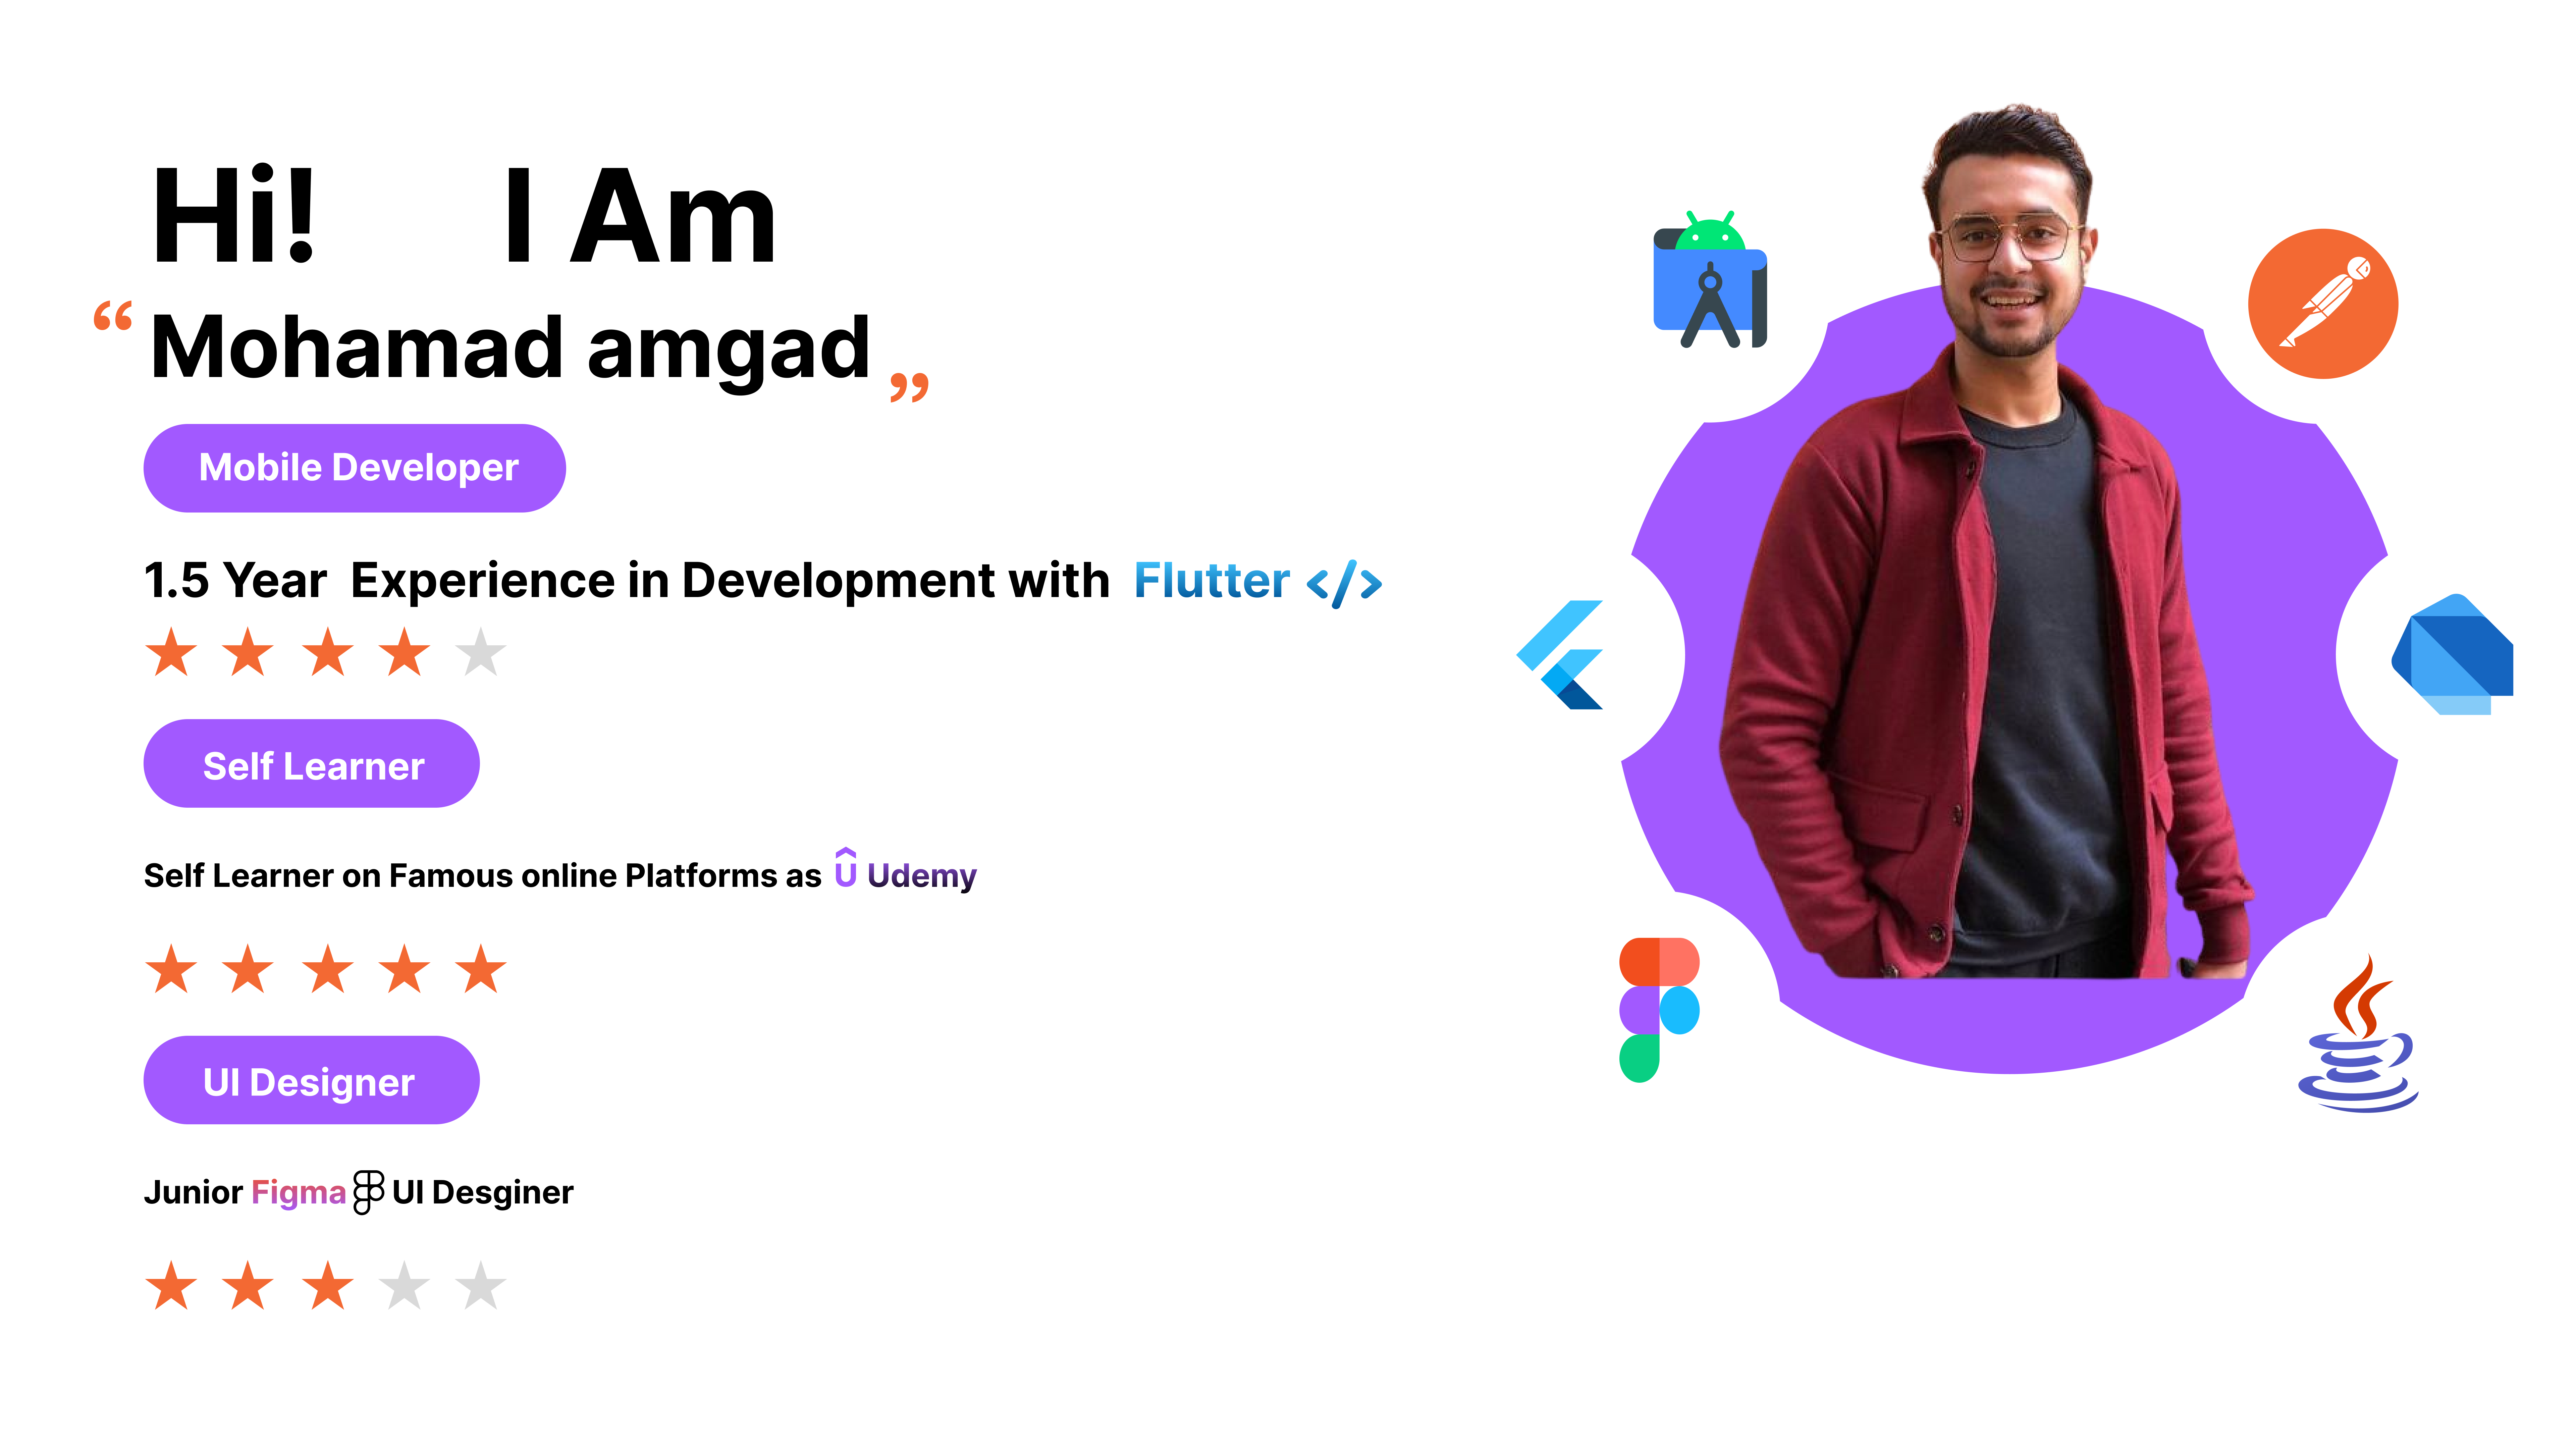 Hi! I Am
“ Mohamad amgad ”
Mobile Developer
1.5 Year Experience in Development with Flutter </>
Self Learner
Self Learner on Famous online Platforms as Udemy
UI Designer
Junior Figma UI Desginer